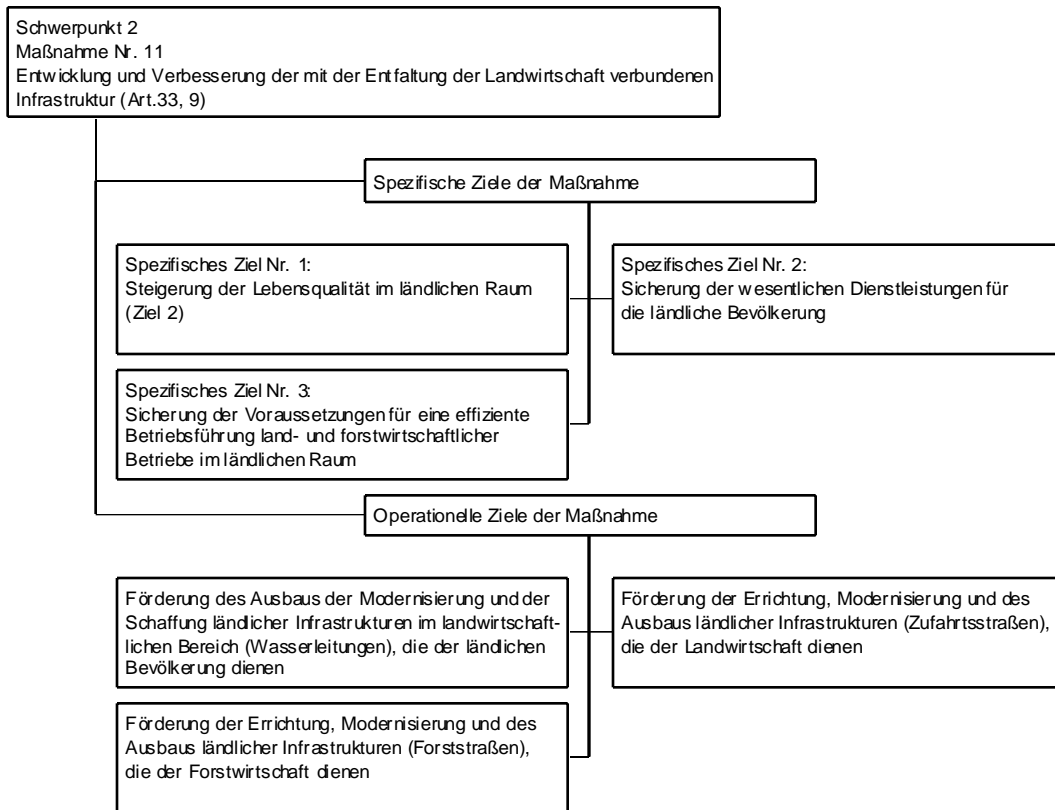 Schwerpunkt 2
Maßnahme Nr. 11
Entwicklung und Verbesserung der mit der Entfaltung der Landwirtschaft verbundenen
Infrastruktur (Art.33, 9)
Spezifische Ziele der Maßnahme
Spezifisches Ziel Nr. 1:
Steigerung der Lebensqualität im ländlichen Raum
(Ziel 2)
Spezifisches Ziel Nr. 2:
Sicherung der wesentlichen Dienstleistungen für
die ländliche Bevölkerung
Spezifisches Ziel Nr. 3:
Sicherung der Voraussetzungen für eine effiziente
Betriebsführung land- und forstwirtschaftlicher
Betriebe im ländlichen Raum
Operationelle Ziele der Maßnahme
Förderung des Ausbaus der Modernisierung und der
Schaffung ländlicher Infrastrukturen im landwirtschaft-
lichen Bereich (Wasserleitungen), die der ländlichen
Bevölkerung dienen
Förderung der Errichtung, Modernisierung und des
Ausbaus ländlicher Infrastrukturen (Zufahrtsstraßen),
die der Landwirtschaft dienen
Förderung der Errichtung, Modernisierung und des
Ausbaus ländlicher Infrastrukturen (Forststraßen),
die der Forstwirtschaft dienen